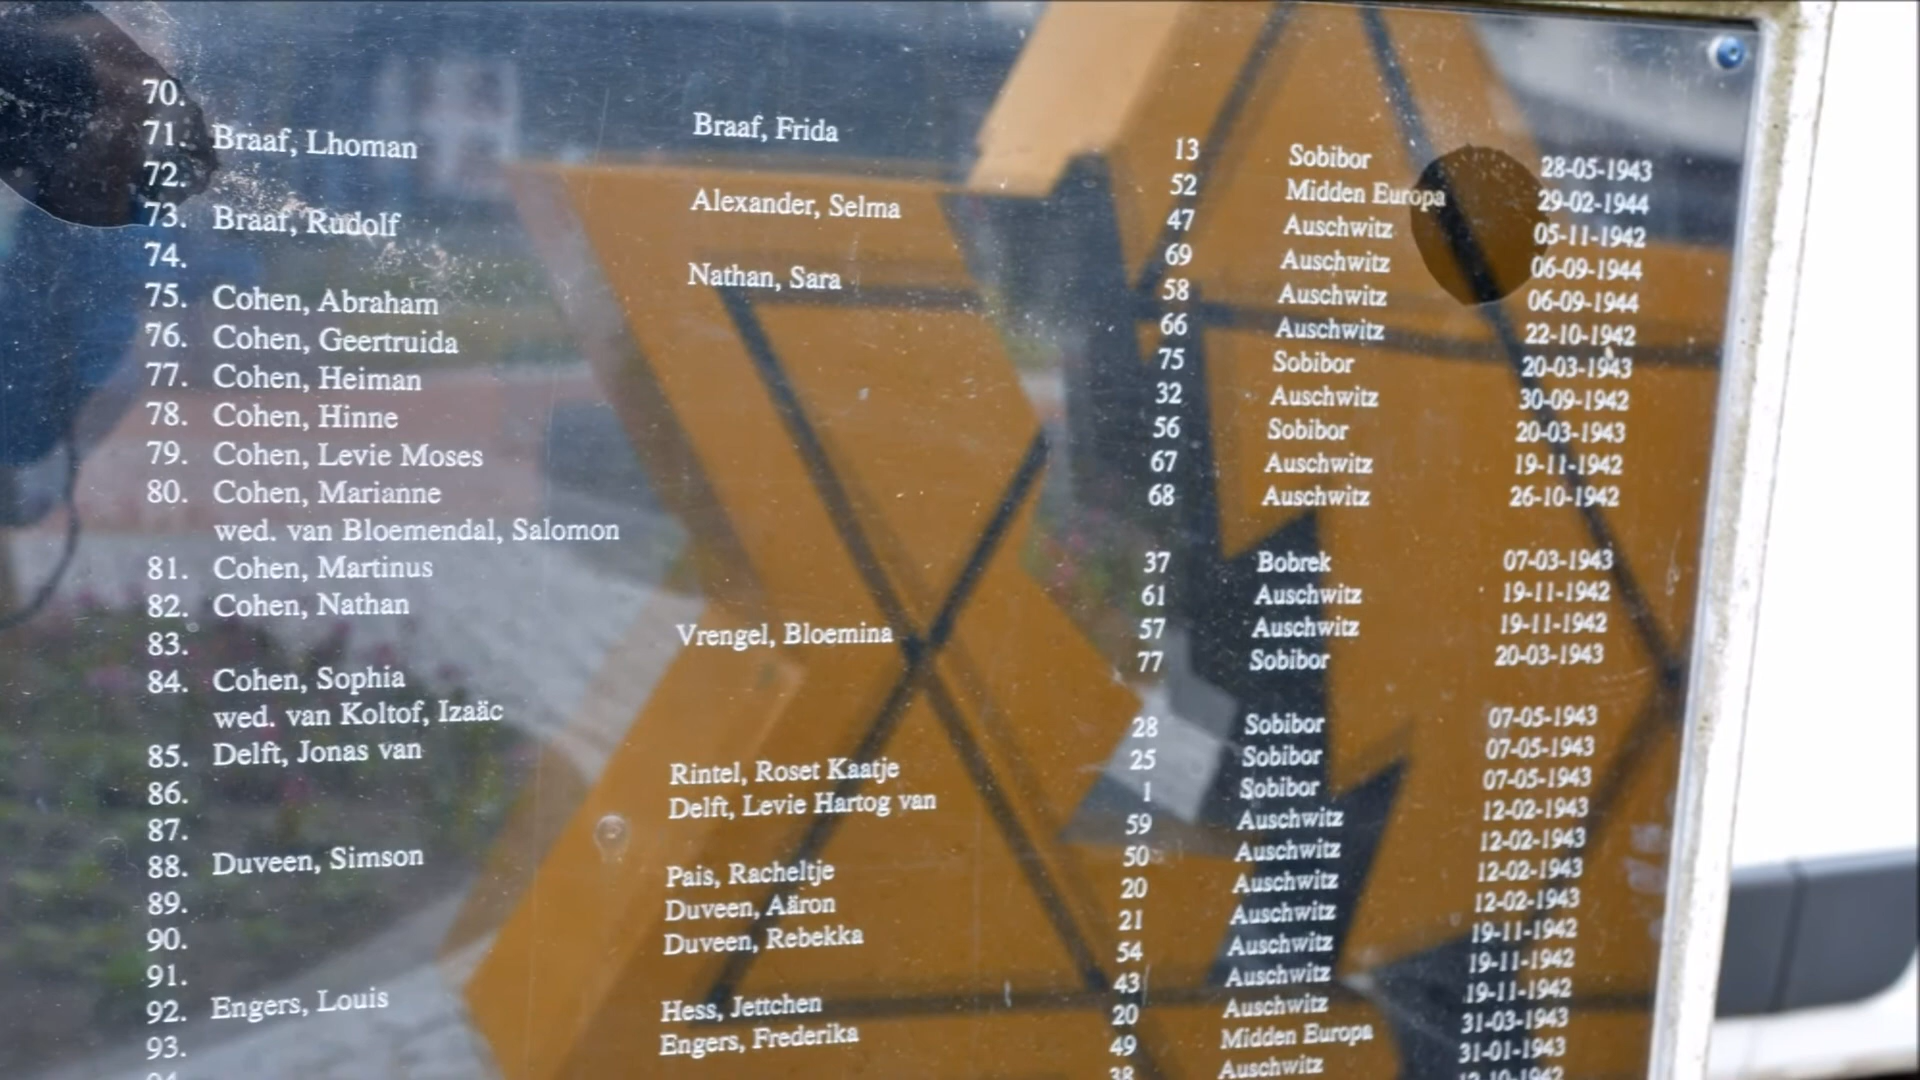 70. Braaf, Frida 13 Sobibor 28-05-1943
71. Braaf, Lhoman 52 Midden Europa 29-02-1944
72. Alexander, Selma 47 Auschwitz 05-11-1942
73. Braaf, Rudolf 69 Auschwitz 06-09-1944
74. Nathan, Sara 58 Auschwitz 06-09-1944
75. Cohen, Abraham 66 Auschwitz 22-10-1942
76. Cohen, Geertruida 75 Sobibor 20-03-1943
77. Cohen, Heiman 32 Auschwitz 30-09-1942
78. Cohen, Hinne 56 Sobibor 20-03-1943
79. Cohen, Levie Moses 67 Auschwitz 19-11-1942
80. Cohen, Marianne 68 Auschwitz 26-10-1942
wed. van Bloemendal, Salomon
81. Cohen, Martinus 37 Bobrek 07-03-1943
82. Cohen, Nathan 61 Auschwitz 19-11-1942
83. Vrengel, Bloemina 57 Auschwitz 19-11-1942
84. Cohen, Sophia 77 Sobibor 20-03-1943
wed. van Koltof, Izaäc
85. Delft, Jonas van 28 Sobibor 07-05-1943
86. Rintel, Roset Kaatje 25 Sobibor 07-05-1943
87. Delft, Levie Hartog van 1 Sobibor 07-05-1943
88. Duveen, Simson 59 Auschwitz 12-02-1943
89. Pais, Racheltje 50 Auschwitz 12-02-1943
90. Duveen, Aäron 20 Auschwitz 12-02-1943
91. Duveen, Rebekka 21 Auschwitz 12-02-1943
92. Engers, Louis 54 Auschwitz 19-11-1942
93. Hess, Jettchen 43 Auschwitz 19-11-1942
Engers, Frederika 20 Auschwitz 19-11-1942
49 Midden Europa 31-03-1943
38 Auschwitz 31-01-1943